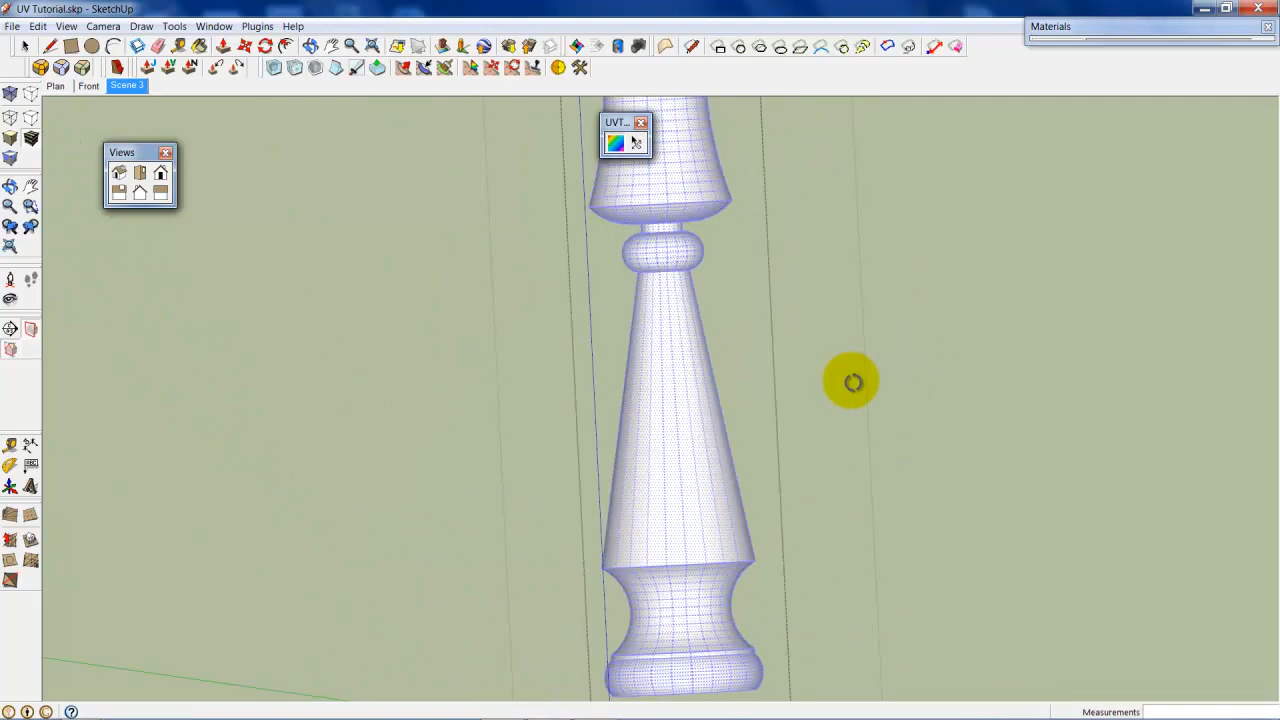 UV Tutorial.skp - SketchUp
File Edit View Camera Draw Tools Window Plugins Help
Materials
Plan Front Scene 3
UVT...
Views
Measurements